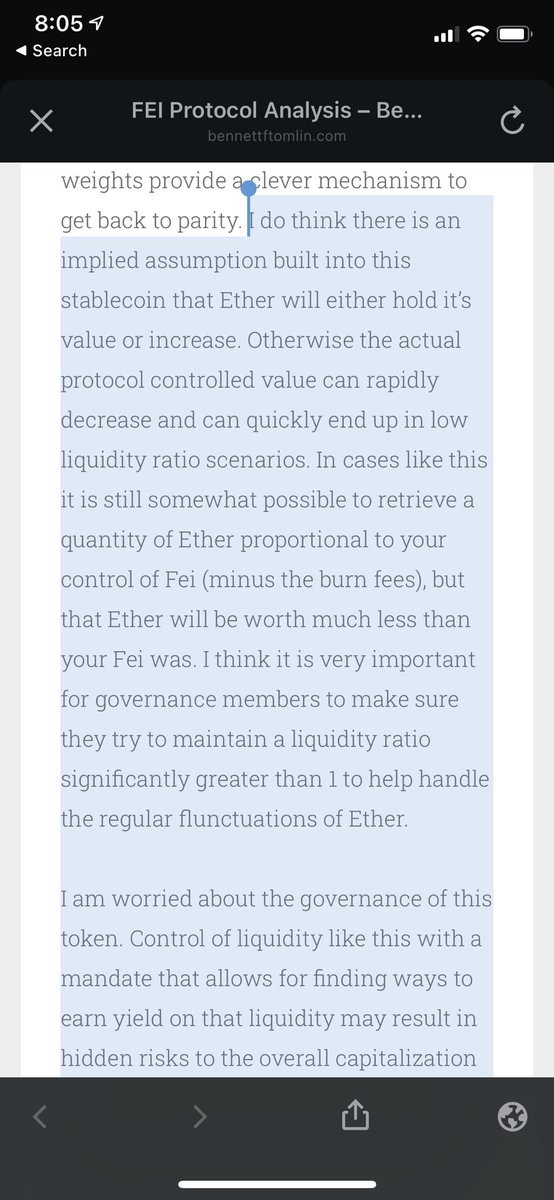 8:05
◀ Search
FEI Protocol Analysis – Be...
bennettftomlin.com
weights provide a clever mechanism to
get back to parity. I do think there is an
implied assumption built into this
stablecoin that Ether will either hold it’s
value or increase. Otherwise the actual
protocol controlled value can rapidly
decrease and can quickly end up in low
liquidity ratio scenarios. In cases like this
it is still somewhat possible to retrieve a
quantity of Ether proportional to your
control of Fei (minus the burn fees), but
that Ether will be worth much less than
your Fei was. I think it is very important
for governance members to make sure
they try to maintain a liquidity ratio
significantly greater than 1 to help handle
the regular flunctuations of Ether.
I am worried about the governance of this
token. Control of liquidity like this with a
mandate that allows for finding ways to
earn yield on that liquidity may result in
hidden risks to the overall capitalization